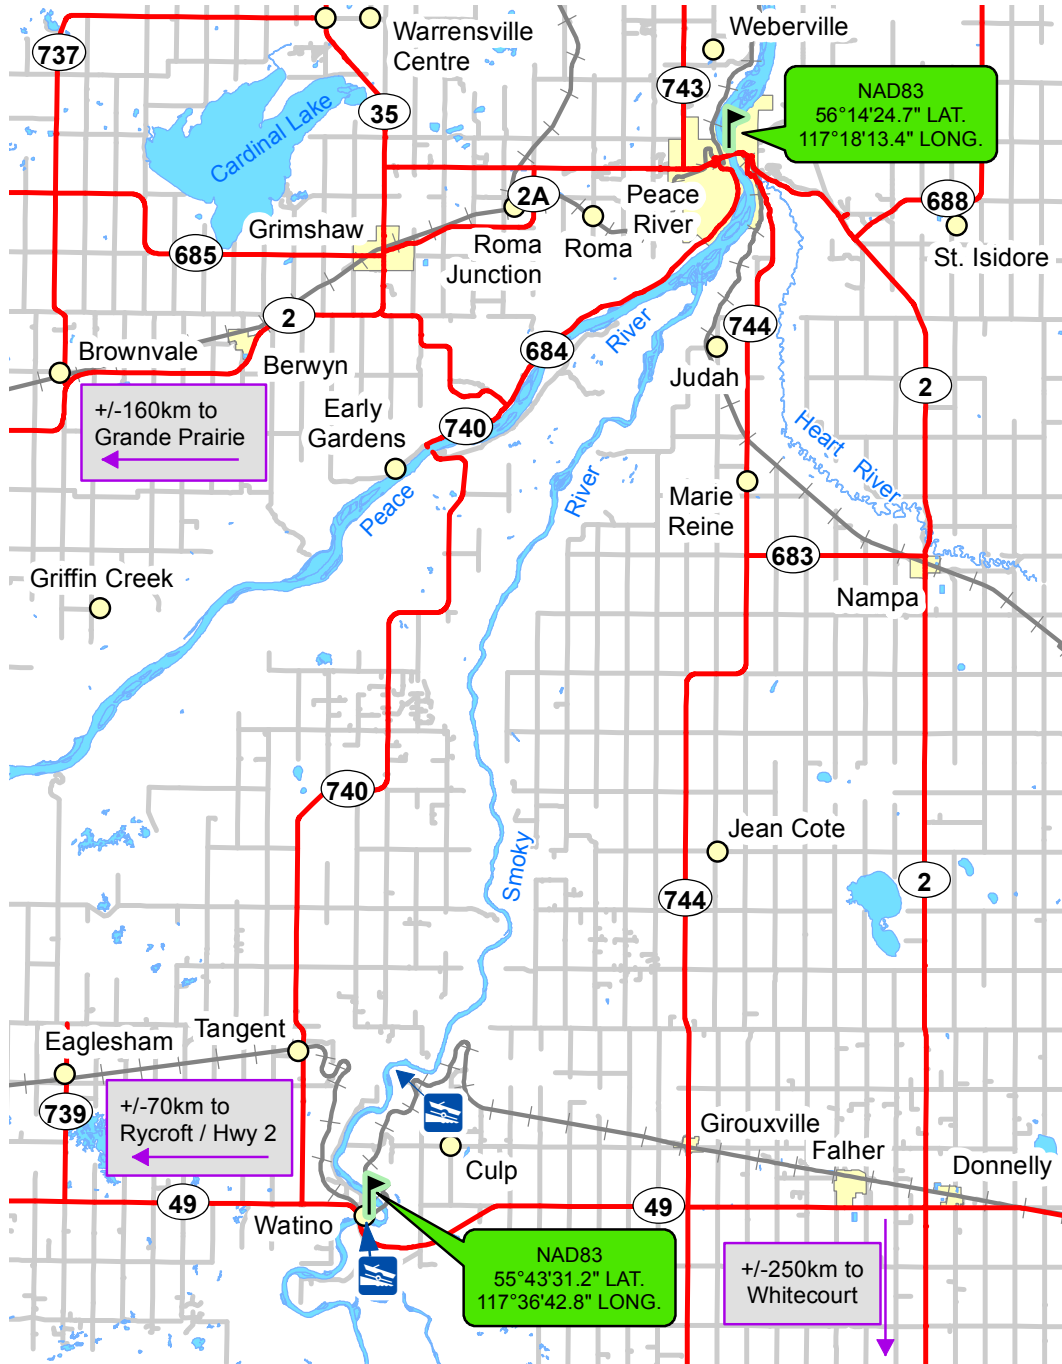 Warrensville
Centre
Weberville
737
743
35
NAD83
56°14'24.7" LAT.
117°18'13.4" LONG.
Cardinal Lake
2A
Peace
River
688
Grimshaw
Roma
Junction
Roma
St. Isidore
685
2
744
River
684
Brownvale
Berwyn
Judah
2
+/-160km to
Grande Prairie
Early
Gardens
740
Heart River
River
Peace
Marie
Reine
683
Griffin Creek
Nampa
740
Jean Cote
Smoky
2
744
Tangent
Eaglesham
739
+/-70km to
Rycroft / Hwy 2
Girouxville
Falher
Donnelly
Culp
49
49
Watino
NAD83
55°43'31.2" LAT.
117°36'42.8" LONG.
+/-250km to
Whitecourt